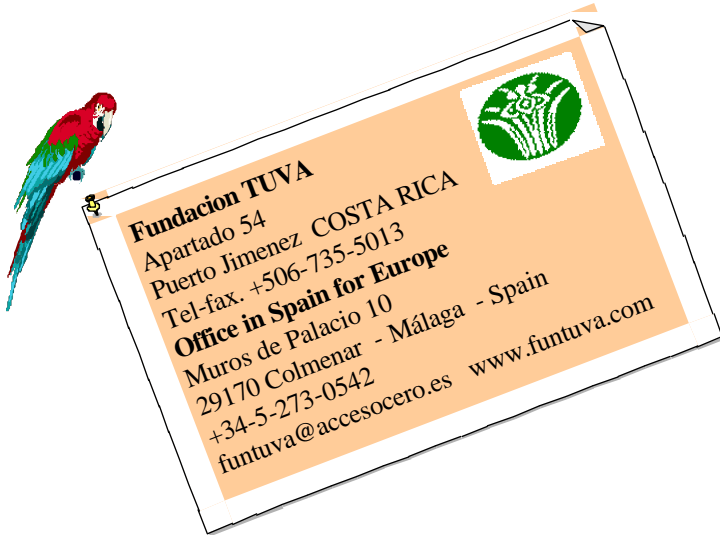 Fundacion TUVA
Apartado 54
Puerto Jimenez COSTA RICA
Tel-fax. +506-735-5013
Office in Spain for Europe
Muros de Palacio 10
29170 Colmenar - Málaga - Spain
+34-5-273-0542
funtuva@accesocero.es www.funtuva.com